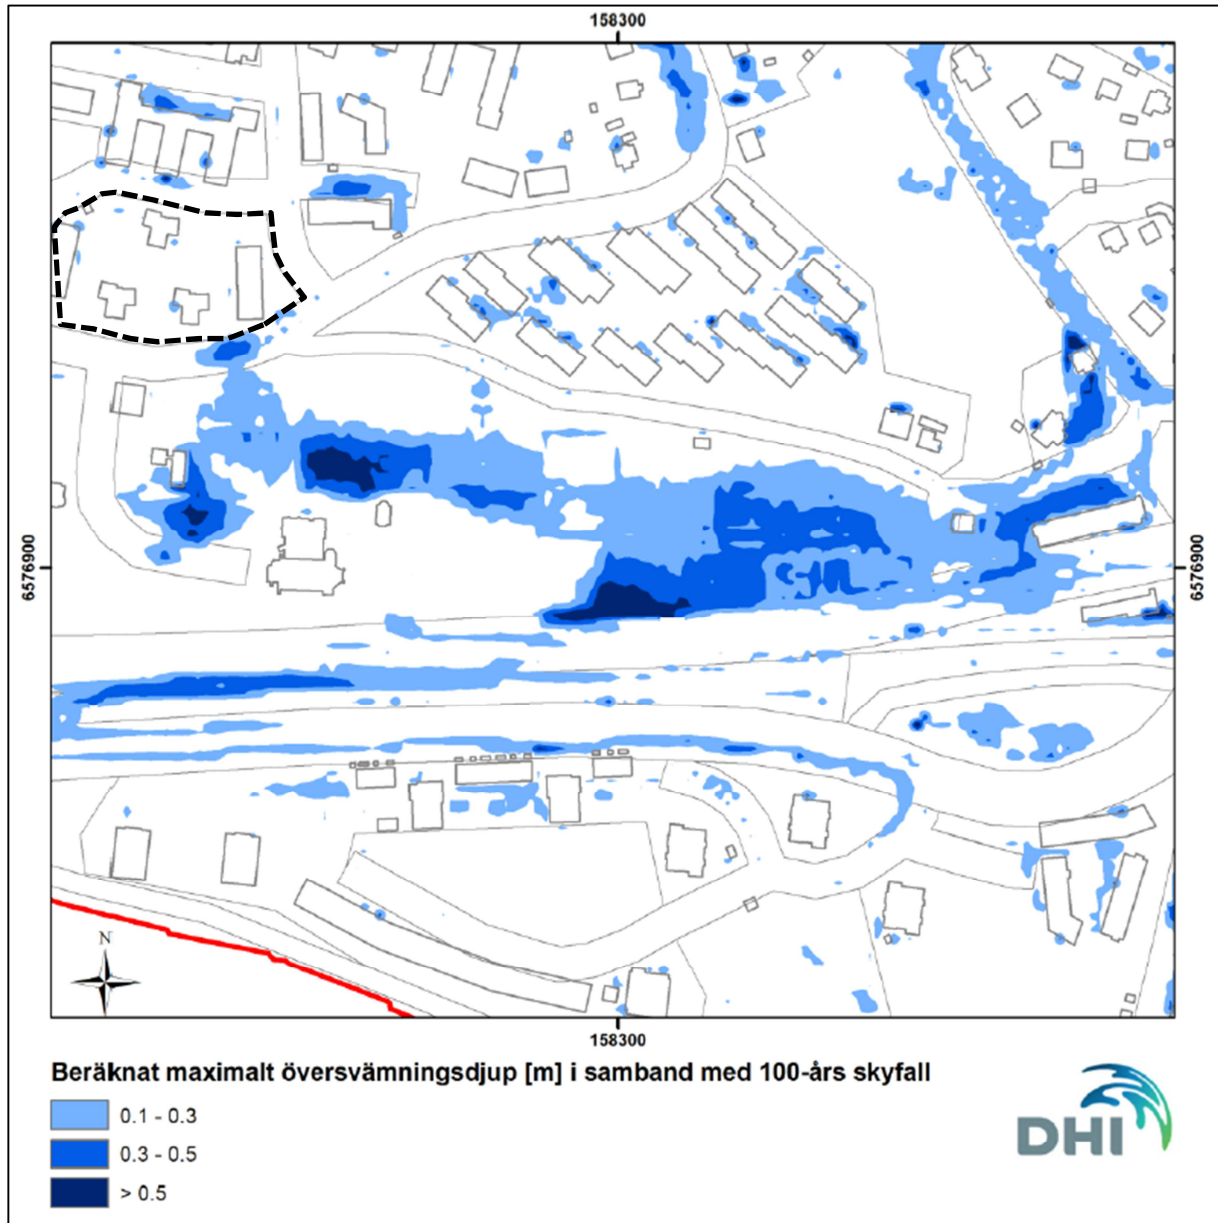 158300
6576900
6576900
N
158300
Beräknat maximalt översvämningsdjup [m] i samband med 100-års skyfall
0.1 - 0.3
0.3 - 0.5
> 0.5
DHI